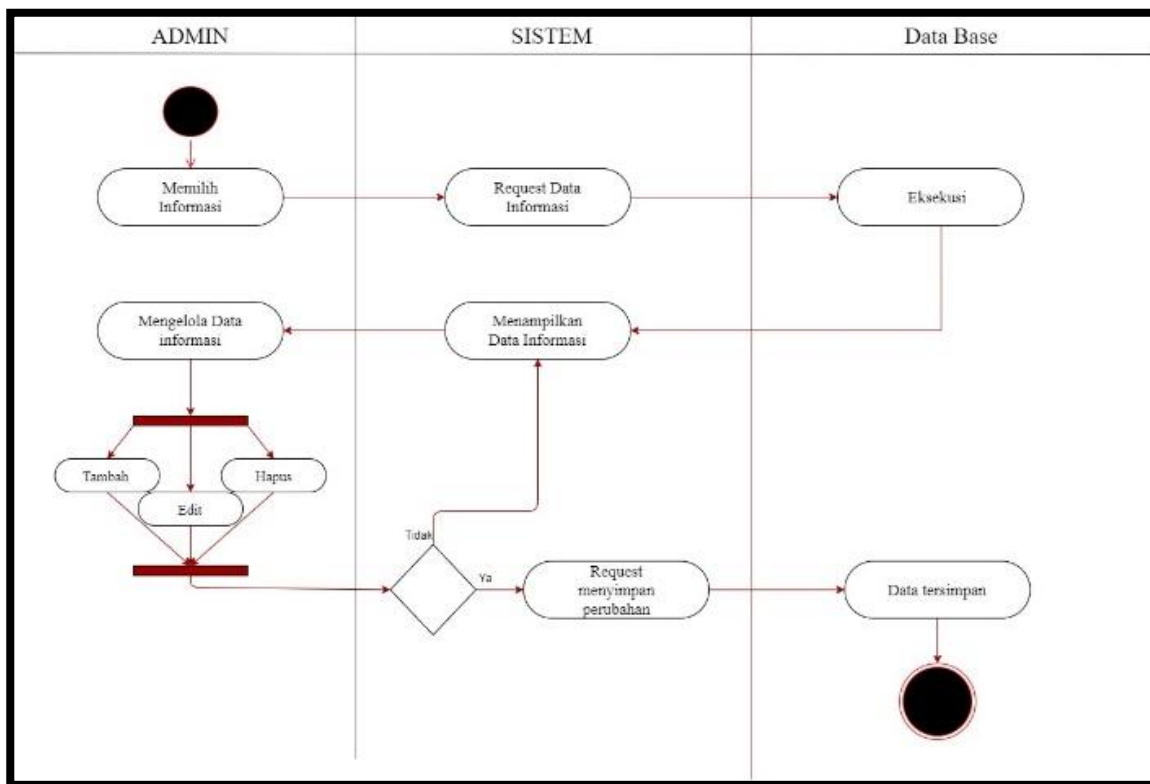 ADMIN
SISTEM
Data Base
Memilih
Informasi
Request Data
Informasi
Eksekusi
Mengelola Data
informasi
Menampilkan
Data Informasi
Tambah
Hapus
Edit
Tidak
Ya
Request
menyimpan
perubahan
Data tersimpan